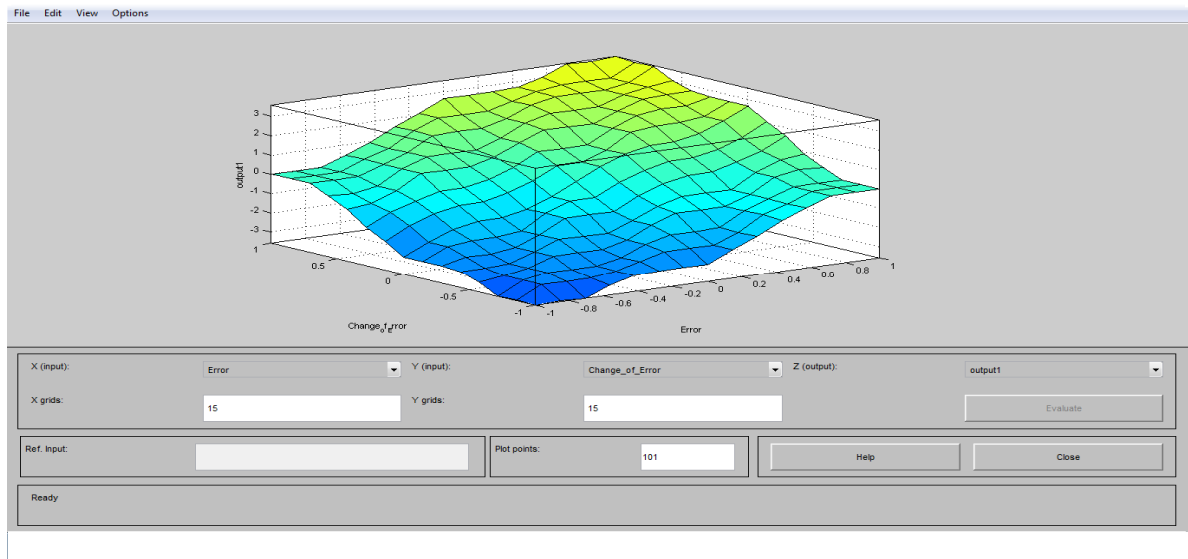 File Edit View Options
3
2
1
0
-1
-2
-3
output1
1
0.5
0
-0.5
-1
Change_of_Error
-1
-0.8
-0.6
-0.4
-0.2
0
0.2
0.4
0.6
0.8
1
Error
X (input): Error Y (input): Change_of_Error Z (output): output1
X grids: 15 Y grids: 15 Evaluate
Ref. Input: Plot points: 101 Help Close
Ready